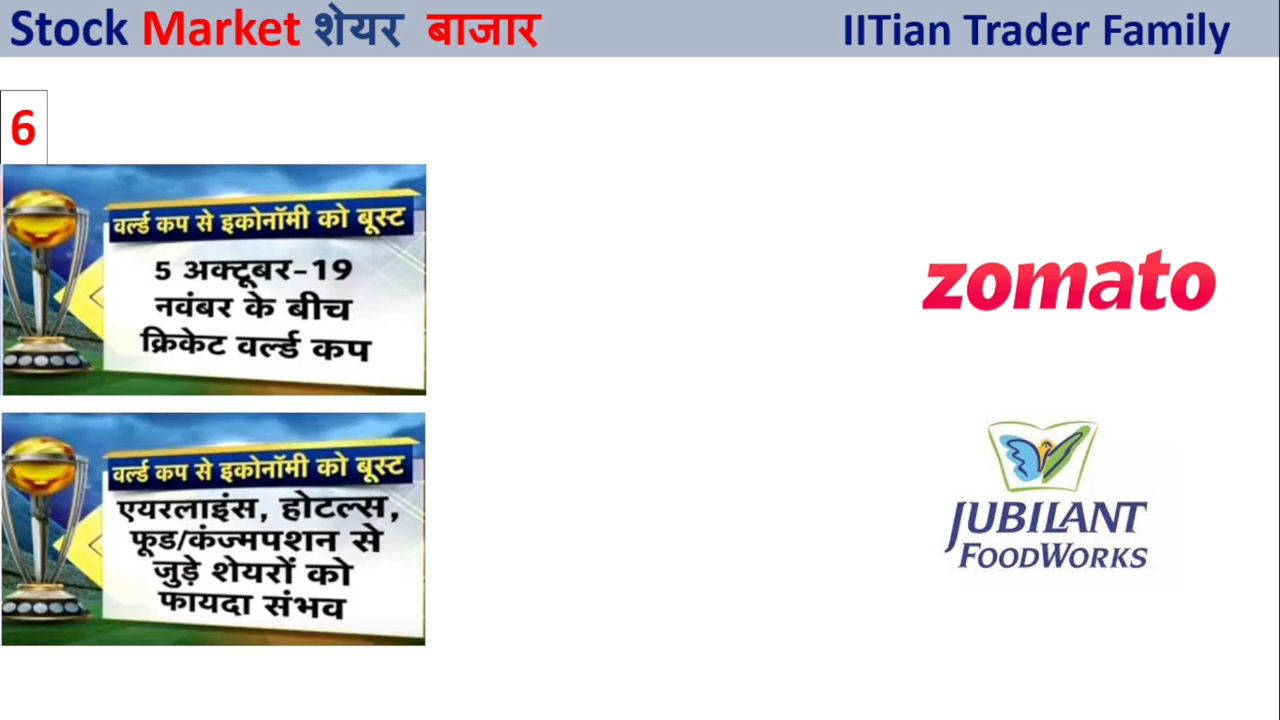 Stock Market शेयर बाजार
IITian Trader Family
6
वर्ल्ड कप से इकोनॉमी को बूस्ट
5 अक्टूबर-19
नवंबर के बीच
क्रिकेट वर्ल्ड कप
zomato
वर्ल्ड कप से इकोनॉमी को बूस्ट
एयरलाइंस, होटल्स,
फूड/कंज्मपशन से
जुड़े शेयरों को
फायदा संभव
JUBILANT
FOODWORKS